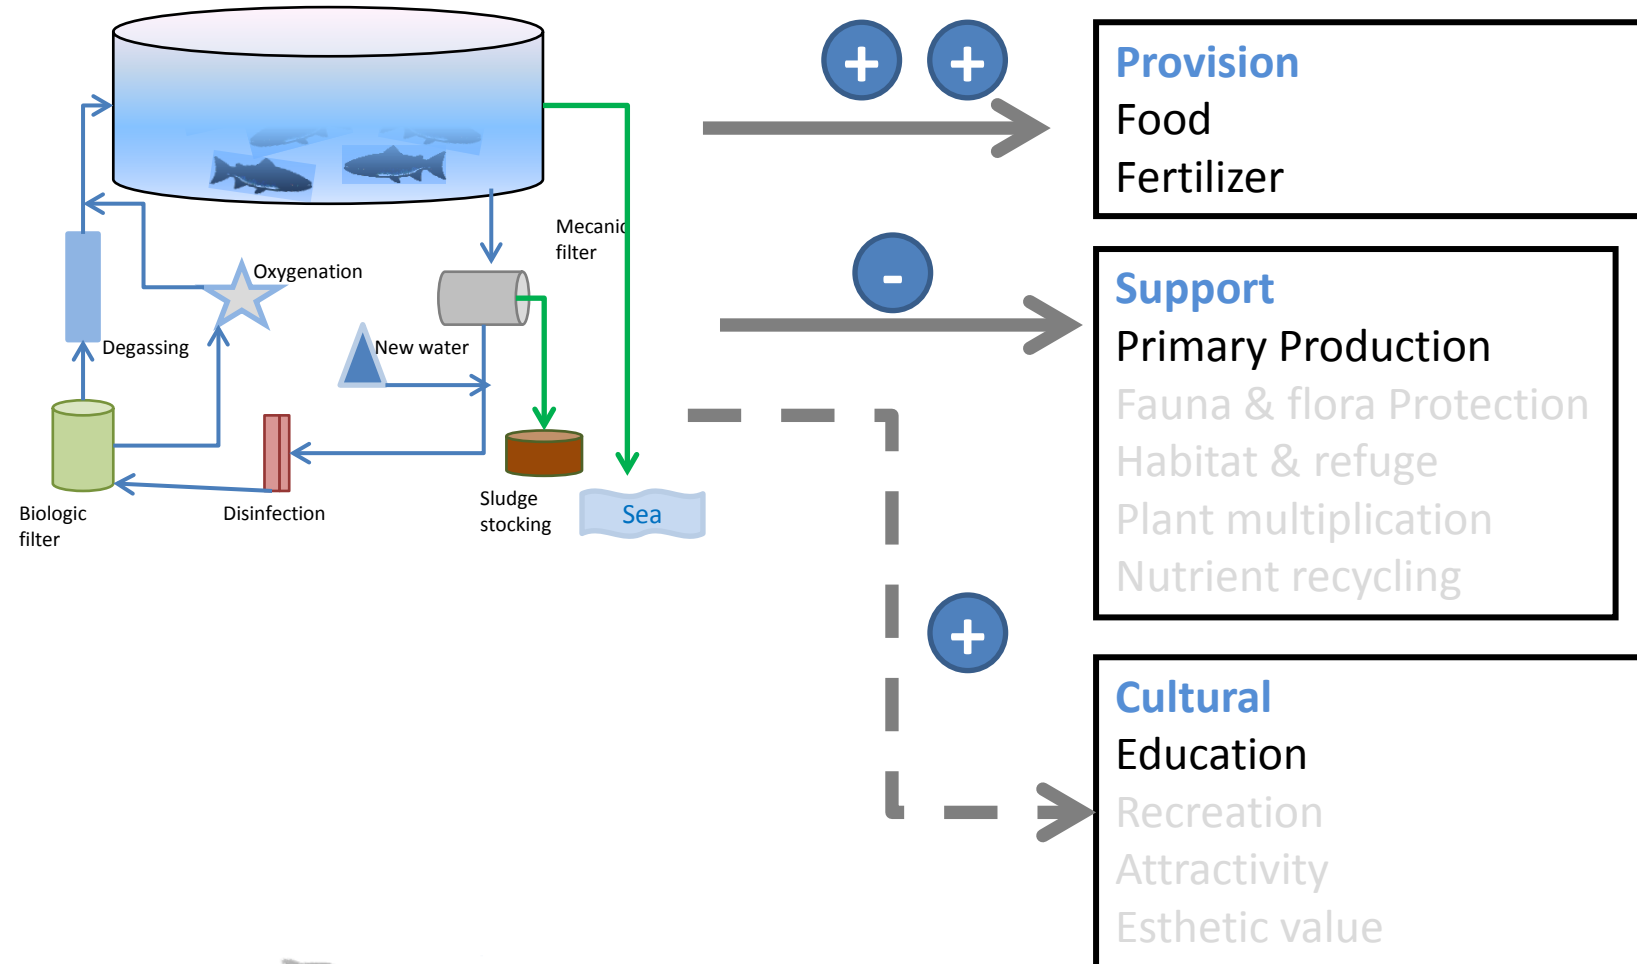 Mecanic
filter
Oxygenation
Degassing
New water
Biologic
filter
Disinfection
Sludge
stocking
Sea
+
+
Provision
Food
Fertilizer
-
Support
Primary Production
Fauna & flora Protection
Habitat & refuge
Plant multiplication
Nutrient recycling
+
Cultural
Education
Recreation
Attractivity
Esthetic value